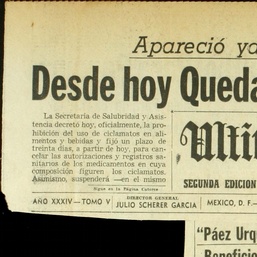 Apareció ya
Desde hoy Queda
La Secretaría de Salubridad y Asis-
tencia decretó hoy, oficialmente, la pro-
hibición del uso de ciclamatos en ali-
mentos y bebidas y fijó un plazo de
treinta días, a partir de hoy, para can-
celar las autorizaciones y registros sa-
nitarios de los medicamentos en cuya
composición figuren los ciclamatos.
Asamismo, suspenderá —en el mismo
Sigue en la Página Catorce
Ulti
SEGUNDA EDICION
AÑO XXXIV — TOMO V
DIRECTOR GENERAL
JULIO SCHERER GARCIA
MEXICO, D. F.—
"Páez Urq
Beneficio